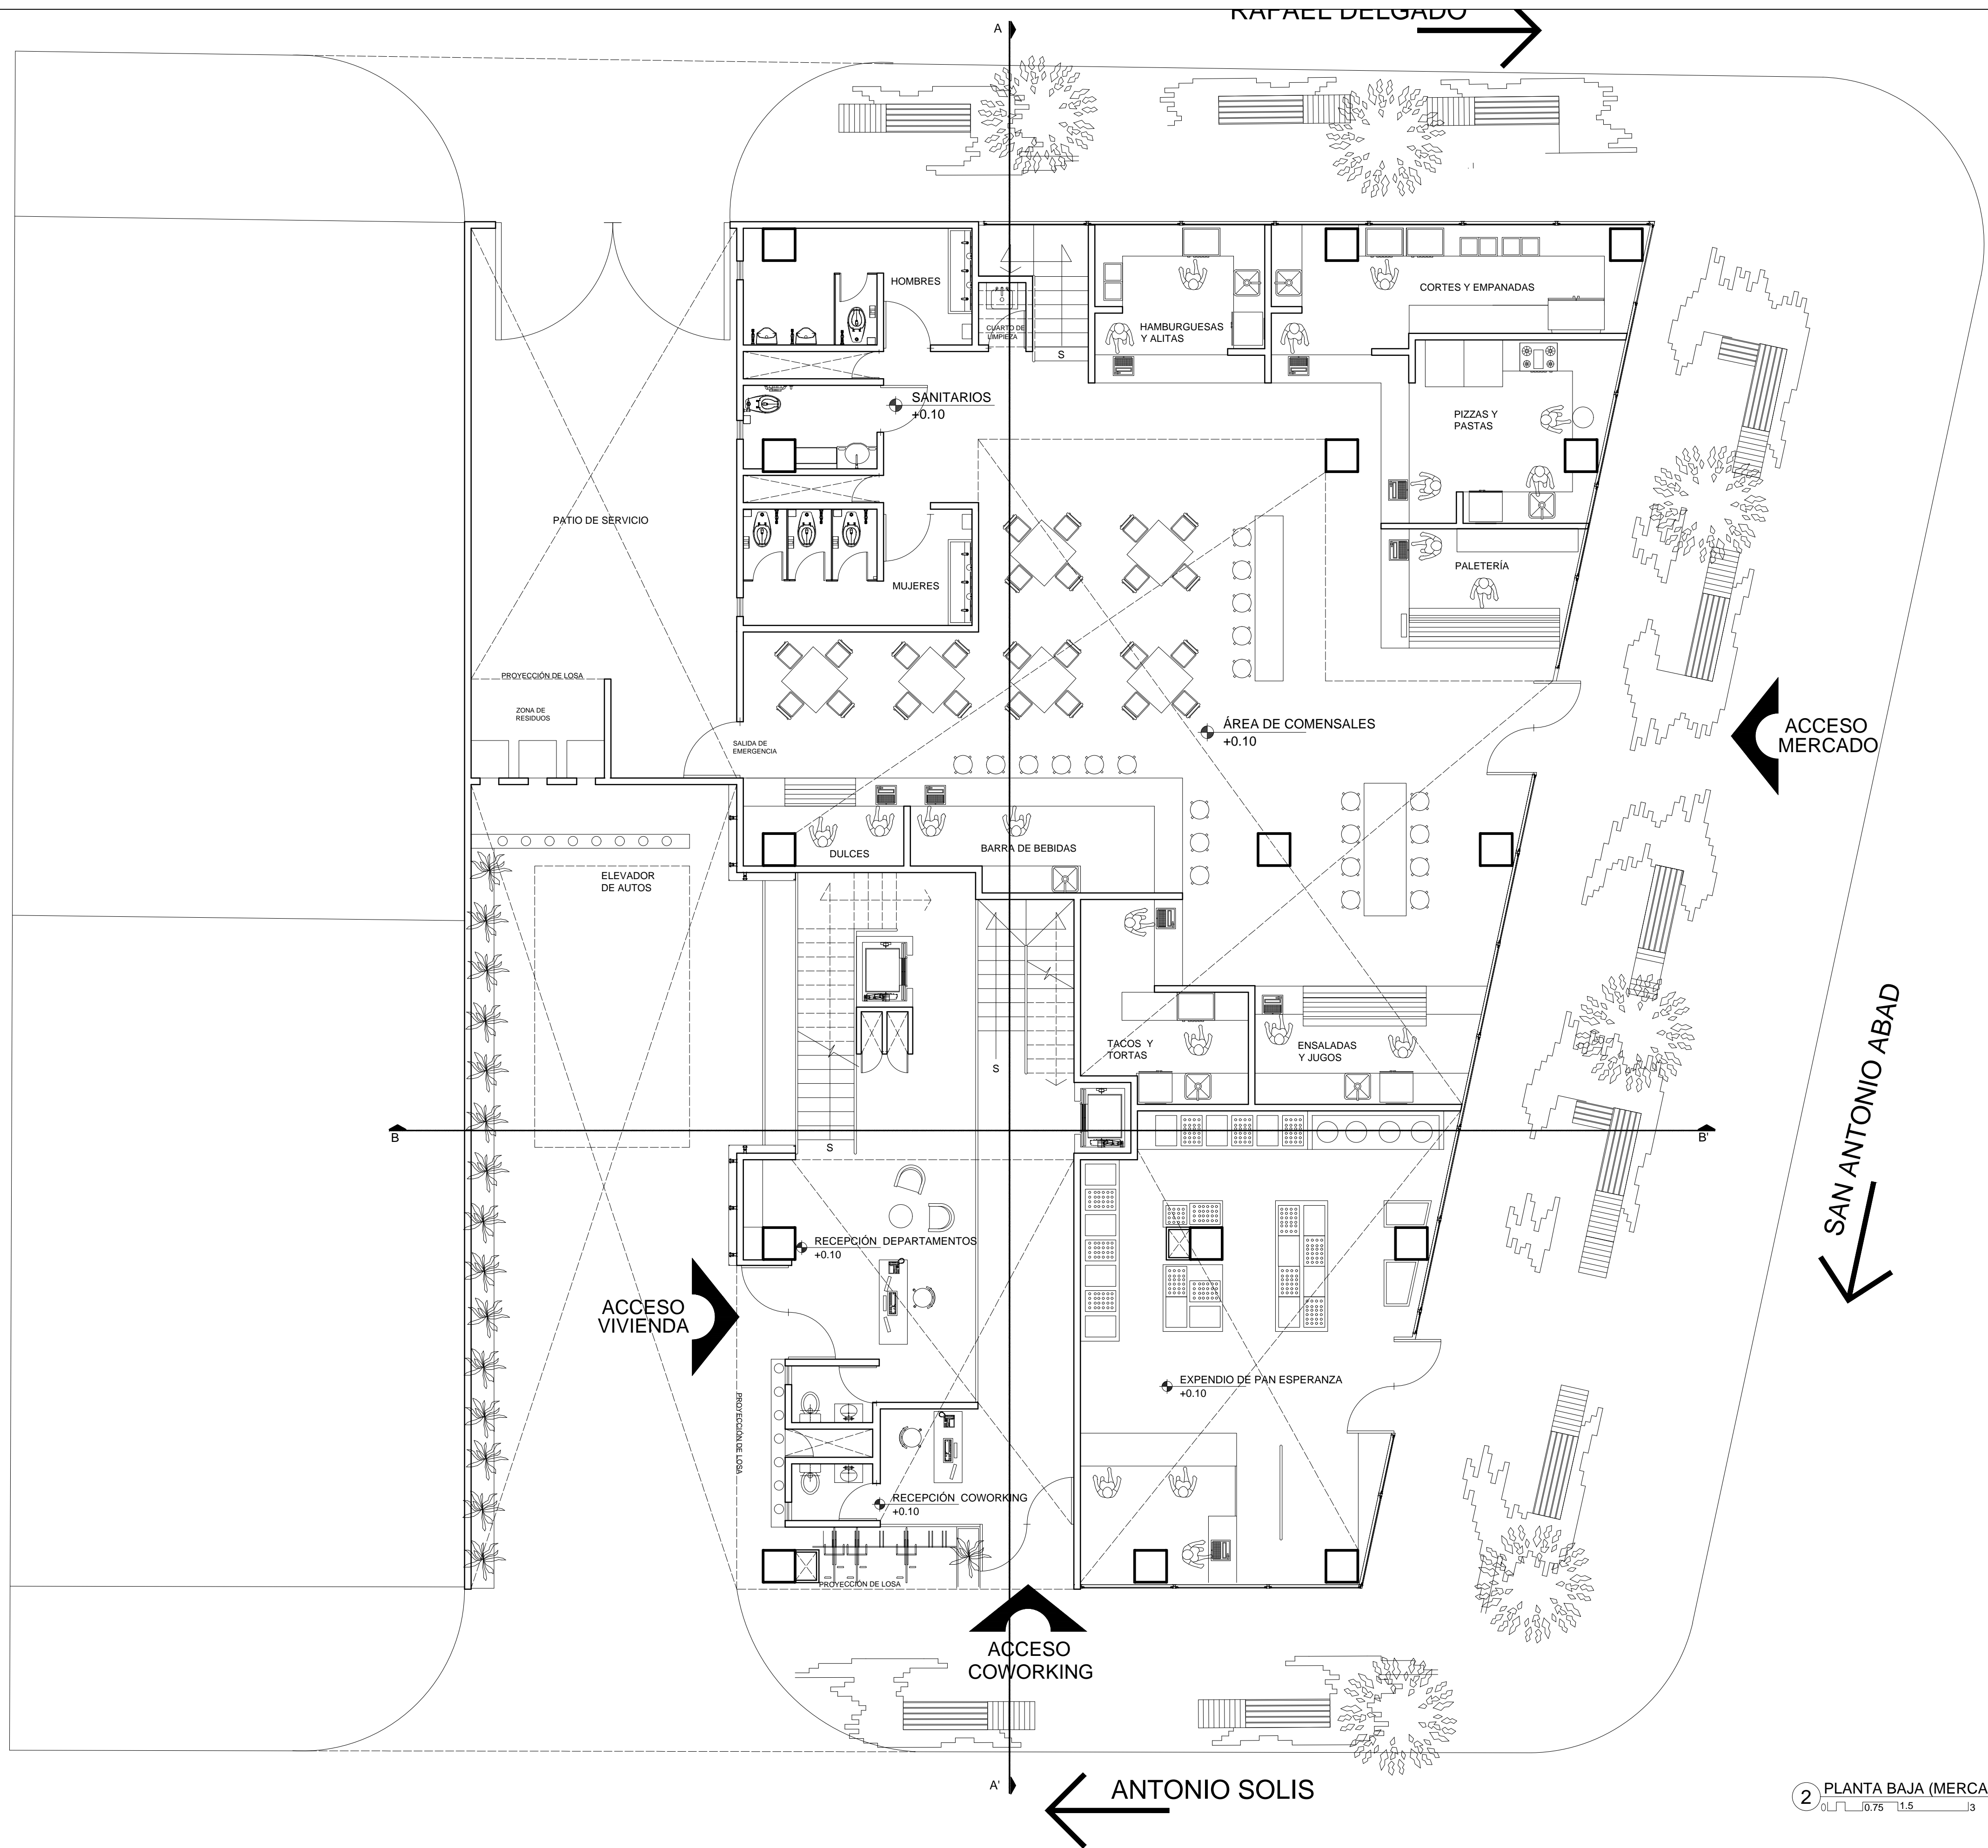 RAFAEL DELGADO
A
HOMBRES
CUARTO DE
LIMPIEZA
S
HAMBURGUESAS
Y ALITAS
CORTES Y EMPANADAS
SANITARIOS
+0.10
PIZZAS Y
PASTAS
PATIO DE SERVICIO
MUJERES
PALETERÍA
PROYECCIÓN DE LOSA
ZONA DE
RESIDUOS
SALIDA DE
EMERGENCIA
ÁREA DE COMENSALES
+0.10
ACCESO
MERCADO
DULCES
BARRA DE BEBIDAS
ELEVADOR
DE AUTOS
TACOS Y
TORTAS
ENSALADAS
Y JUGOS
S
S
B
B'
SAN ANTONIO ABAD
RECEPCIÓN DEPARTAMENTOS
+0.10
ACCESO
VIVIENDA
PROYECCIÓN DE LOSA
EXPENDIO DE PAN ESPERANZA
+0.10
RECEPCIÓN COWORKING
+0.10
PROYECCIÓN DE LOSA
ACCESO
COWORKING
A'
ANTONIO SOLIS
2 PLANTA BAJA (MERCA
0 0.75 1.5 3